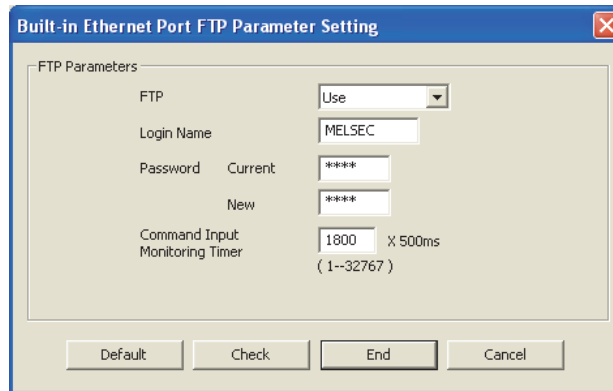 Built-in Ethernet Port FTP Parameter Setting
FTP Parameters
FTP Use
Login Name MELSEC
Password Current ****
New ****
Command Input
Monitoring Timer 1800 X 500ms
( 1--32767 )
Default Check End Cancel